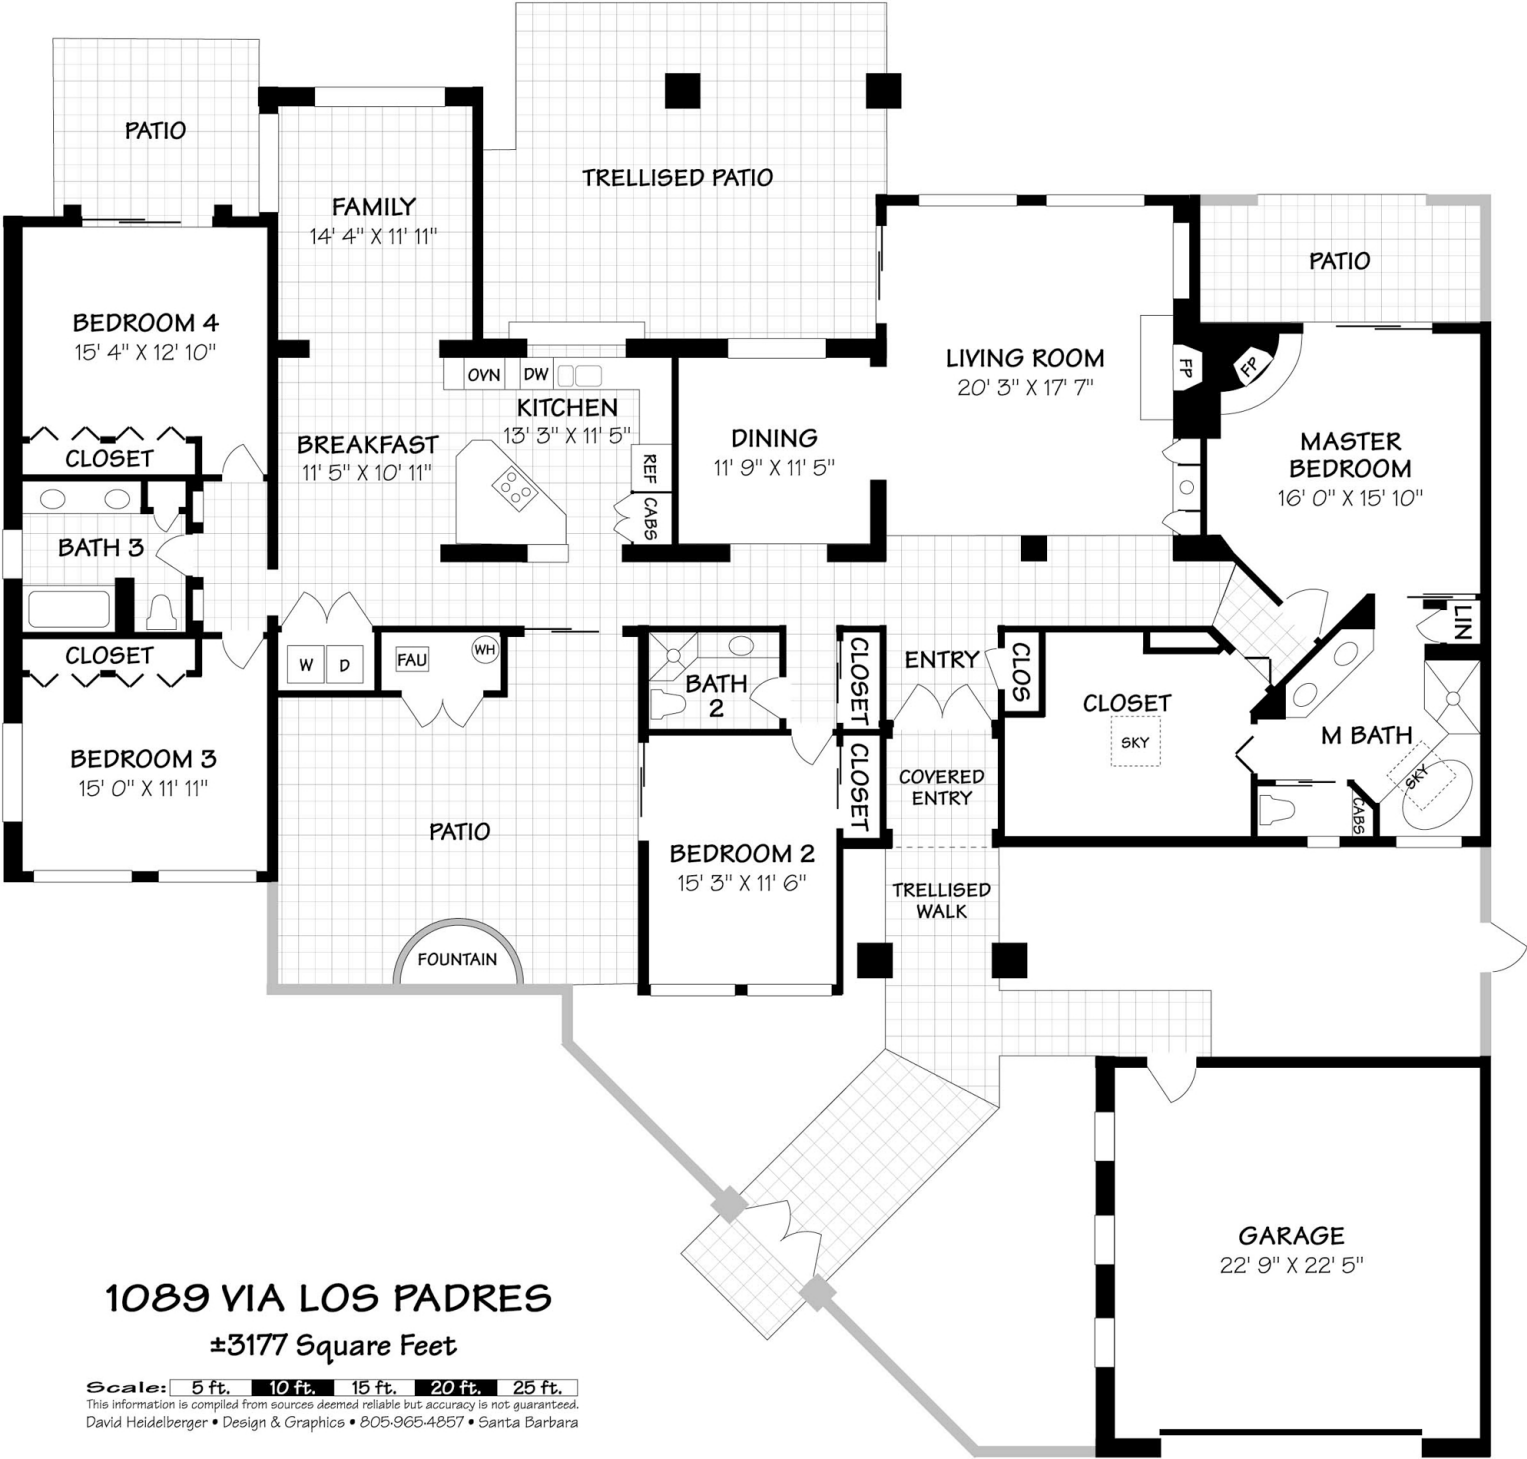 PATIO
FAMILY
14' 4" X 11' 11"
TRELLISED PATIO
PATIO
BEDROOM 4
15' 4" X 12' 10"
LIVING ROOM
20' 3" X 17' 7"
FP
FP
OVN
DW
KITCHEN
13' 3" X 11' 5"
BREAKFAST
11' 5" X 10' 11"
DINING
11' 9" X 11' 5"
MASTER
BEDROOM
16' 0" X 15' 10"
CLOSET
REF
CABS
BATH 3
LIN
CLOSET
W
D
FAU
WH
BATH
2
CLOSET
ENTRY
CLOS
CLOSET
SKY
M BATH
SKY
CABS
BEDROOM 3
15' 0" X 11' 11"
CLOSET
COVERED
ENTRY
PATIO
BEDROOM 2
15' 3" X 11' 6"
TRELLISED
WALK
FOUNTAIN
GARAGE
22' 9" X 22' 5"
1089 VIA LOS PADRES
±3177 Square Feet
Scale: 5 ft. 10 ft. 15 ft. 20 ft. 25 ft.
This information is compiled from sources deemed reliable but accuracy is not guaranteed.
David Heidelberger • Design & Graphics • 805·965·4857 • Santa Barbara